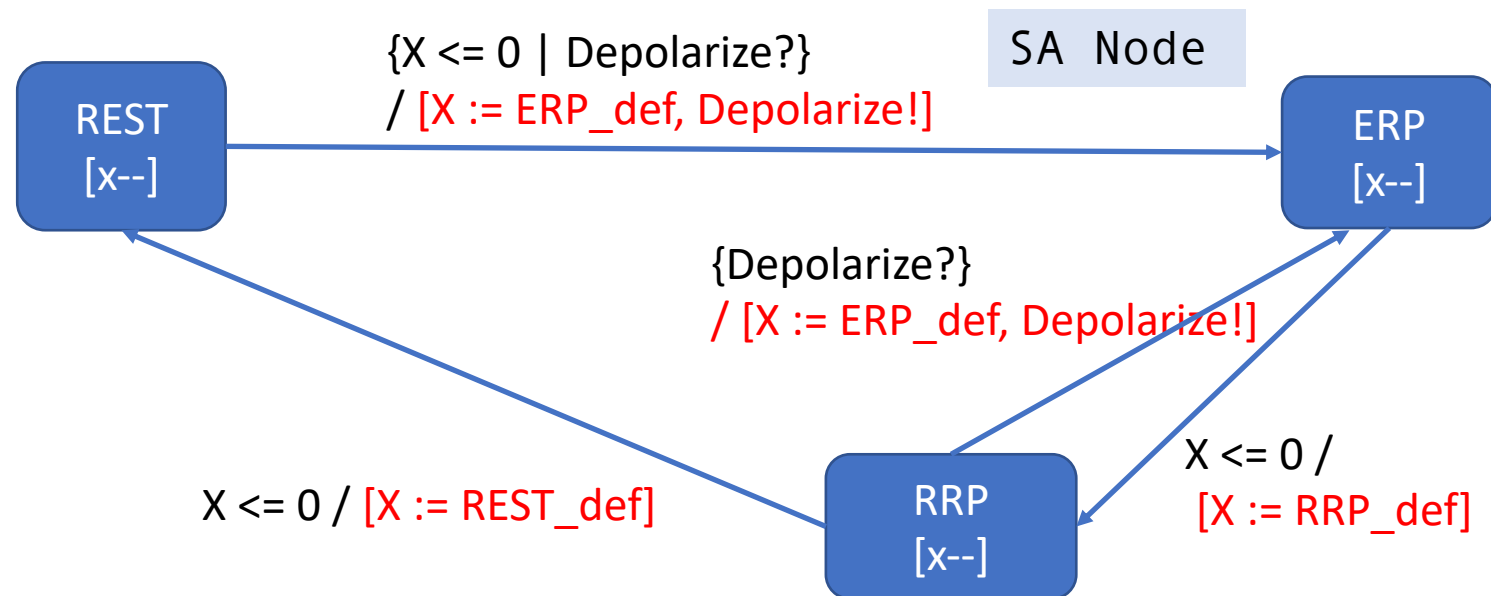 {X <= 0 | Depolarize?}
/ [X := ERP_def, Depolarize!]
SA Node
REST
[x--]
ERP
[x--]
{Depolarize?}
/ [X := ERP_def, Depolarize!]
X <= 0 /
[X := RRP_def]
X <= 0 / [X := REST_def]
RRP
[x--]